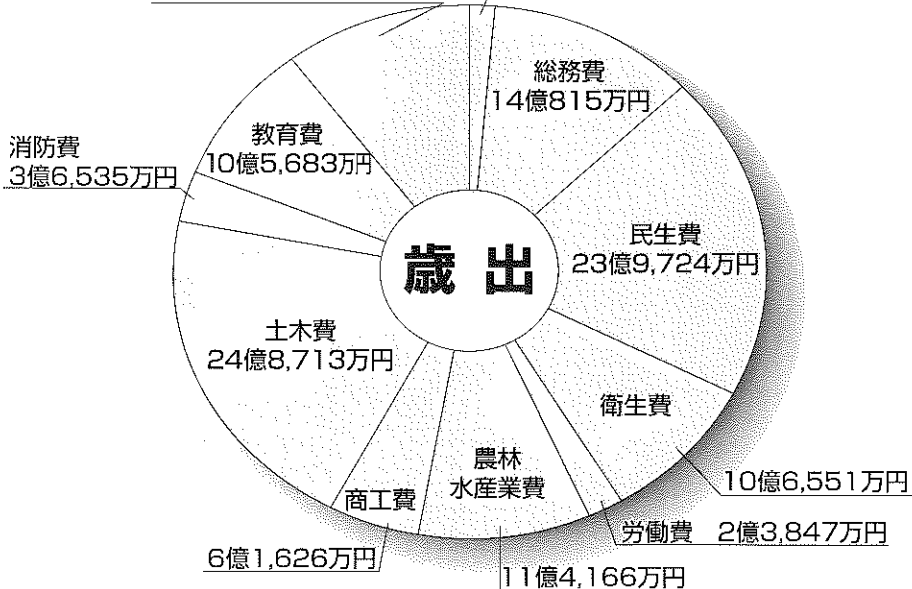 歳出
総務費
14億815万円
民生費
23億9,724万円
衛生費
10億6,551万円
労働費 2億3,847万円
農林
水産業費
11億4,166万円
商工費
6億1,626万円
土木費
24億8,713万円
消防費
3億6,535万円
教育費
10億5,683万円